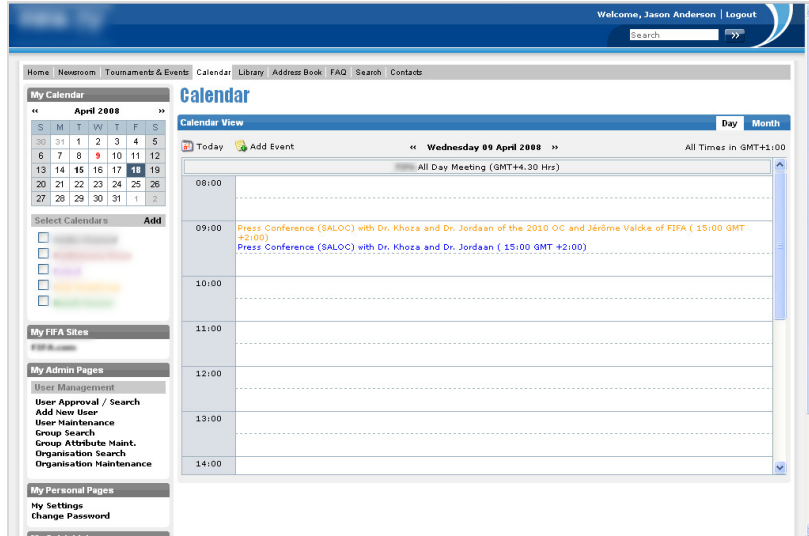 Welcome, Jason Anderson | Logout
Search »
Home Newsroom Tournaments & Events Calendar Library Address Book FAQ Search Contacts
My Calendar
« April 2008 »
S M T W T F S
30 31 1 2 3 4 5
6 7 8 9 10 11 12
13 14 15 16 17 18 19
20 21 22 23 24 25 26
27 28 29 30 31 1 2
Select Calendars Add
My FIFA Sites
My Admin Pages
User Management
User Approval / Search
Add New User
User Maintenance
Group Search
Group Attribute Maint.
Organisation Search
Organisation Maintenance
My Personal Pages
My Settings
Change Password
Calendar
Calendar View Day Month
Today Add Event « Wednesday 09 April 2008 » All Times in GMT+1:00
All Day Meeting (GMT+4.30 Hrs)
08:00
09:00
Press Conference (SALOC) with Dr. Khoza and Dr. Jordaan of the 2010 OC and Jérôme Valcke of FIFA ( 15:00 GMT
+2:00)
Press Conference (SALOC) with Dr. Khoza and Dr. Jordaan ( 15:00 GMT +2:00)
10:00
11:00
12:00
13:00
14:00